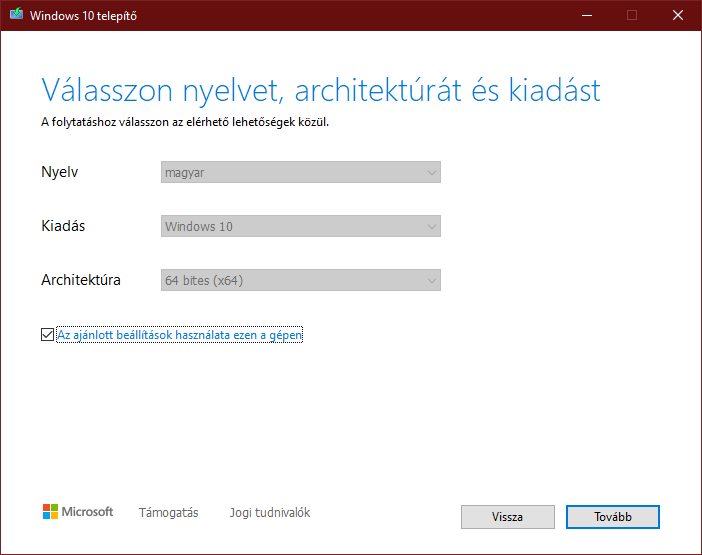 Windows 10 telepítő
Válasszon nyelvet, architektúrát és kiadást
A folytatáshoz válasszon az elérhető lehetőségek közül.
Nyelv magyar
Kiadás Windows 10
Architektúra 64 bites (x64)
Az ajánlott beállítások használata ezen a gépen
Microsoft Támogatás Jogi tudnivalók Vissza Tovább